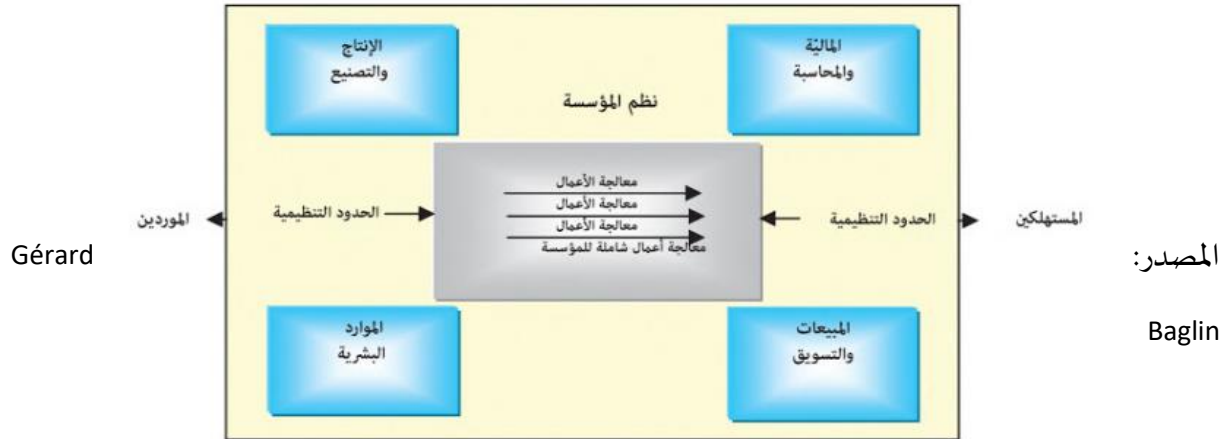 الإنتاج
والتصنيع
الماليّة
والمحاسبة
نظم المؤسسة
معالجة الأعمال
معالجة الأعمال
معالجة الأعمال
معالجة أعمال شاملة للمؤسسة
الموردين
الحدود التنظيمية
الحدود التنظيمية
المستهلكين
المصدر: Gérard
Baglin
الموارد
البشرية
المبيعات
والتسويق